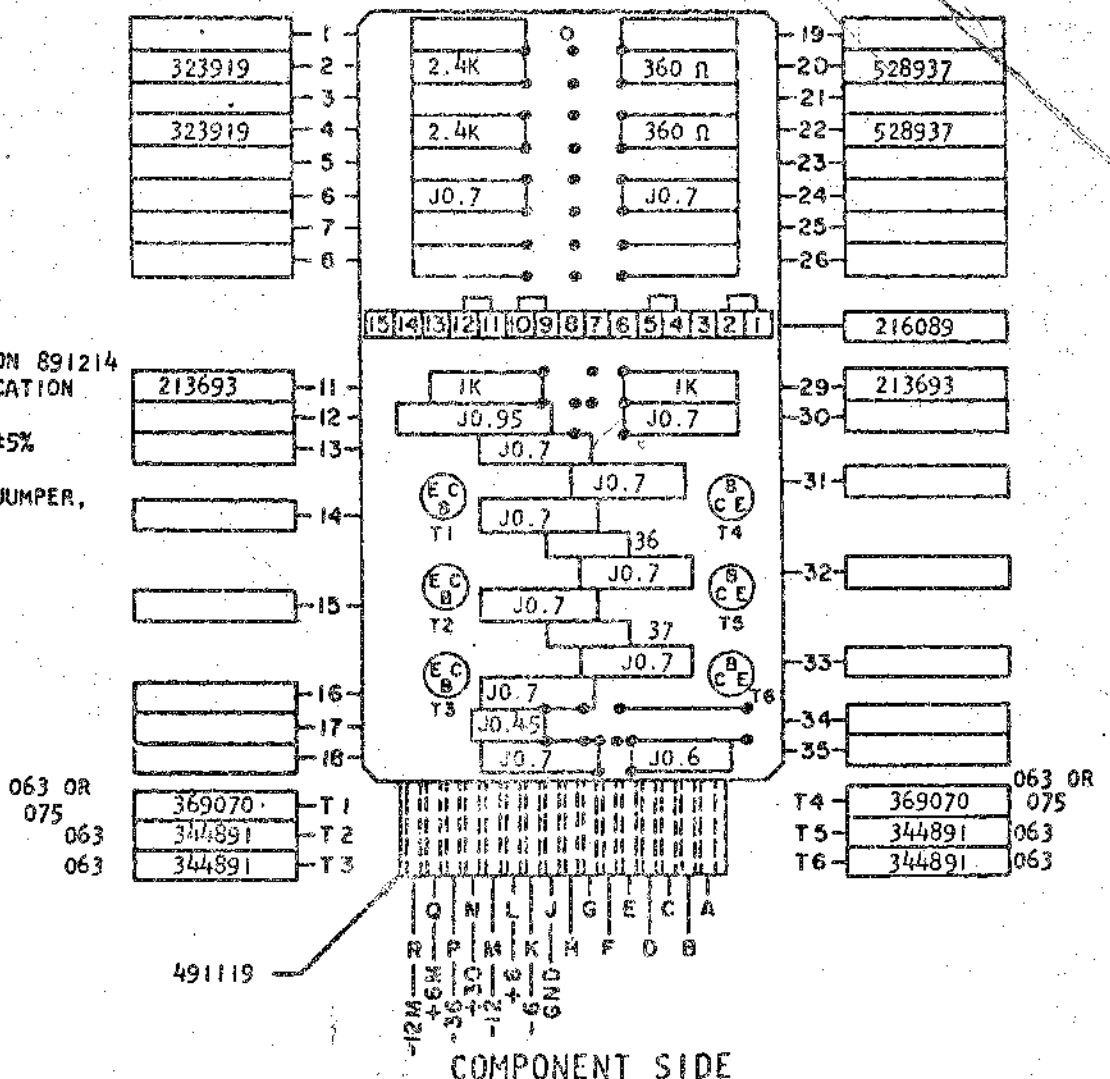 1 19
323919 2 2.4K 360 Ω 20 528937
3 21
323919 4 2.4K 360 Ω 22 528937
5 23
6 J0.7 J0.7 24
7 25
8 26
15 14 13 12 11 10 9 8 7 6 5 4 3 2 1 216089
ON 891214
CATION
±5%
JUMPER,
213693 11 1K 1K 29 213693
12 J0.95 J0.7 30
13 J0.7
J0.7 31
E C B B C E
14 J0.7
T1 T4
36
J0.7 32
E C B B C E
15 J0.7
T2 T5
37
J0.7 33
E C B B C E
16 J0.7
T3 T6
17 J0.45 34
18 J0.7 J0.6 35
063 OR 075 369070 T1 T4 369070 063 OR 075
063 344891 T2 T5 344891 063
063 344891 T3 T6 344891 063
Q N L J G E C A
R P M K H F D B
-12M +6M -36 +30 -12 +6 -6 GND
491119
COMPONENT SIDE